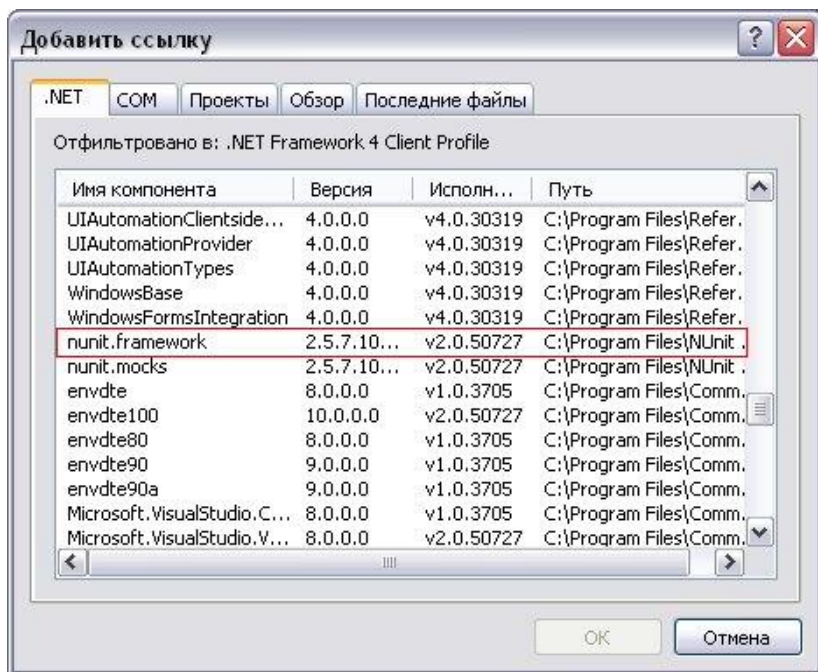 Добавить ссылку
.NET COM Проекты Обзор Последние файлы
Отфильтровано в: .NET Framework 4 Client Profile
Имя компонента Версия Исполн... Путь
UIAutomationClientside... 4.0.0.0 v4.0.30319 C:\Program Files\Refer.
UIAutomationProvider 4.0.0.0 v4.0.30319 C:\Program Files\Refer.
UIAutomationTypes 4.0.0.0 v4.0.30319 C:\Program Files\Refer.
WindowsBase 4.0.0.0 v4.0.30319 C:\Program Files\Refer.
WindowsFormsIntegration 4.0.0.0 v4.0.30319 C:\Program Files\Refer.
nunit.framework 2.5.7.10... v2.0.50727 C:\Program Files\NUnit .
nunit.mocks 2.5.7.10... v2.0.50727 C:\Program Files\NUnit .
envdte 8.0.0.0 v1.0.3705 C:\Program Files\Comm.
envdte100 10.0.0.0 v2.0.50727 C:\Program Files\Comm.
envdte80 8.0.0.0 v1.0.3705 C:\Program Files\Comm.
envdte90 9.0.0.0 v1.0.3705 C:\Program Files\Comm.
envdte90a 9.0.0.0 v1.0.3705 C:\Program Files\Comm.
Microsoft.VisualStudio.C... 8.0.0.0 v1.0.3705 C:\Program Files\Comm.
Microsoft.VisualStudio.V... 8.0.0.0 v2.0.50727 C:\Program Files\Comm.
OK Отмена